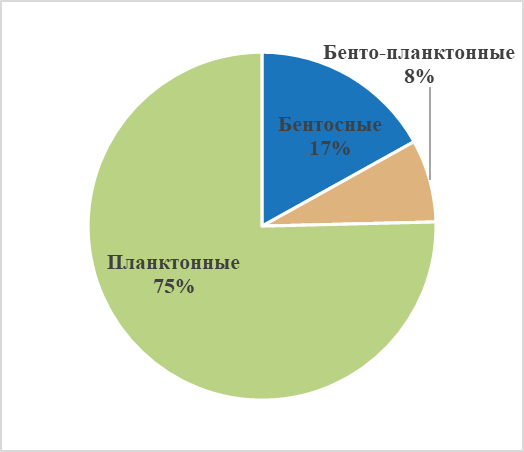 Бенто-планктонные
8%
Бентосные
17%
Планктонные
75%